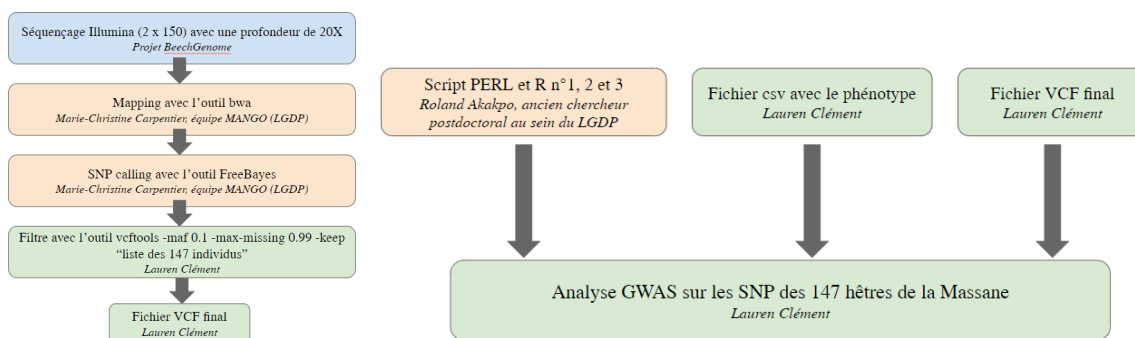 Séquençage Illumina (2 x 150) avec une profondeur de 20X
Projet BeechGenome
Mapping avec l'outil bwa
Marie-Christine Carpentier, équipe MANGO (LGDP)
SNP calling avec l'outil FreeBayes
Marie-Christine Carpentier, équipe MANGO (LGDP)
Filtre avec l'outil vcftools -maf 0.1 -max-missing 0.99 -keep
“liste des 147 individus”
Lauren Clément
Fichier VCF final
Lauren Clément
Script PERL et R n°1, 2 et 3
Roland Akakpo, ancien chercheur
postdoctoral au sein du LGDP
Fichier csv avec le phénotype
Lauren Clément
Fichier VCF final
Lauren Clément
Analyse GWAS sur les SNP des 147 hêtres de la Massane
Lauren Clément